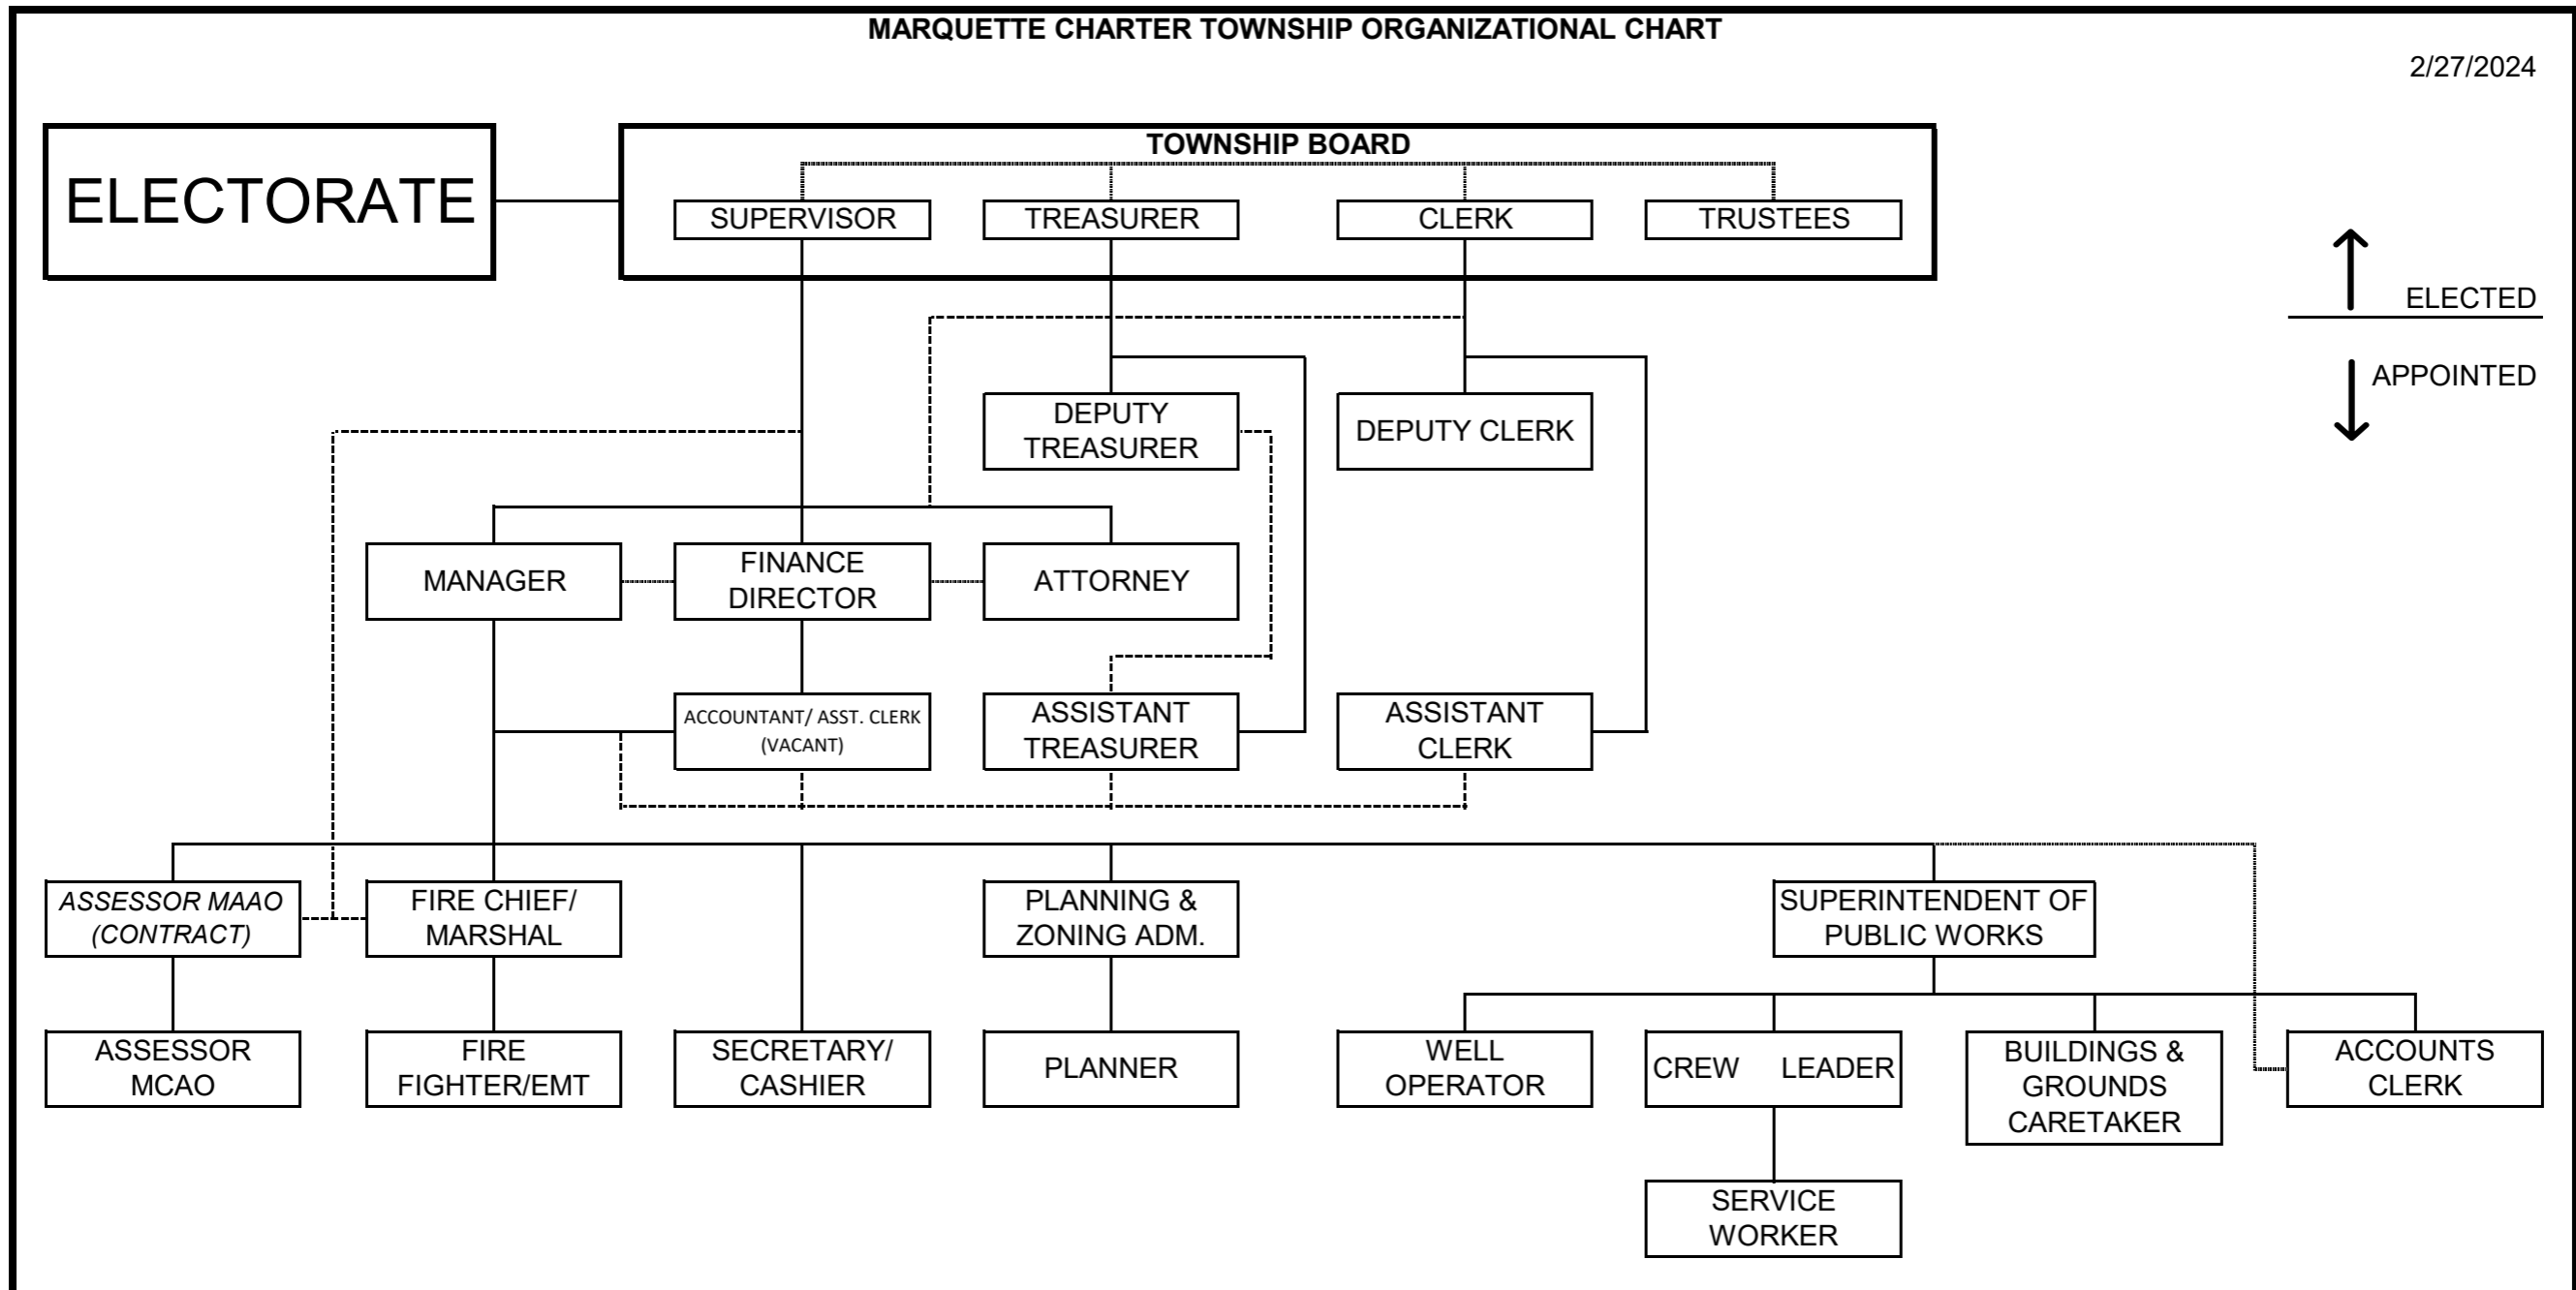 MARQUETTE CHARTER TOWNSHIP ORGANIZATIONAL CHART
2/27/2024
ELECTORATE
TOWNSHIP BOARD
SUPERVISOR
TREASURER
CLERK
TRUSTEES
ELECTED
APPOINTED
DEPUTY
TREASURER
DEPUTY CLERK
MANAGER
FINANCE
DIRECTOR
ATTORNEY
ACCOUNTANT/ ASST. CLERK
(VACANT)
ASSISTANT
TREASURER
ASSISTANT
CLERK
ASSESSOR MAAO
(CONTRACT)
FIRE CHIEF/
MARSHAL
PLANNING &
ZONING ADM.
SUPERINTENDENT OF
PUBLIC WORKS
ASSESSOR
MCAO
FIRE
FIGHTER/EMT
SECRETARY/
CASHIER
PLANNER
WELL
OPERATOR
CREW LEADER
BUILDINGS &
GROUNDS
CARETAKER
ACCOUNTS
CLERK
SERVICE
WORKER